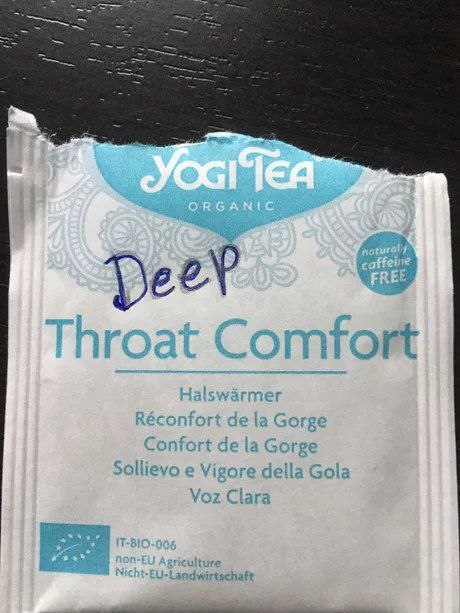 YOGI TEA
ORGANIC
Deep
naturally
caffeine
FREE
Throat Comfort
Halswärmer
Réconfort de la Gorge
Confort de la Gorge
Sollievo e Vigore della Gola
Voz Clara
IT-BIO-006
non-EU Agriculture
Nicht-EU-Landwirtschaft